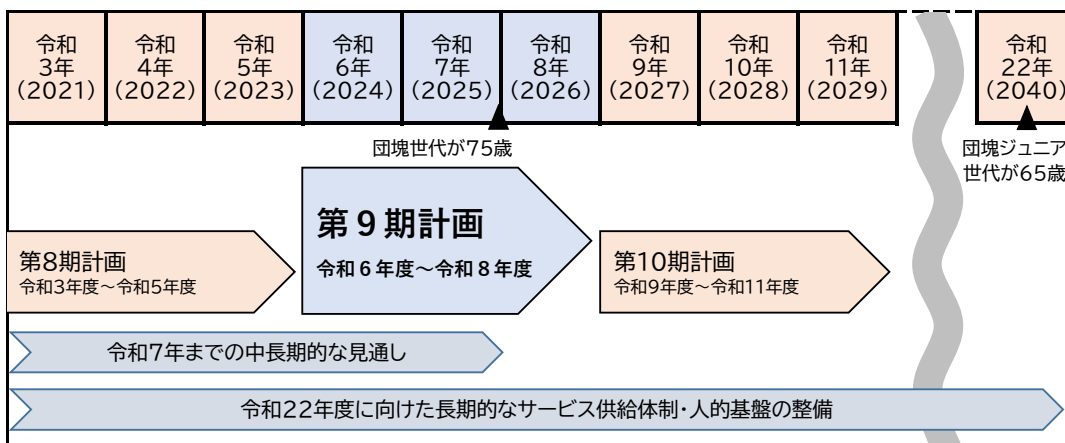 令和
3年
(2021)
令和
4年
(2022)
令和
5年
(2023)
令和
6年
(2024)
令和
7年
(2025)
令和
8年
(2026)
令和
9年
(2027)
令和
10年
(2028)
令和
11年
(2029)
令和
22年
(2040)
団塊世代が75歳
団塊ジュニア
世代が65歳
第8期計画
令和3年度～令和5年度
第９期計画
令和６年度～令和８年度
第10期計画
令和9年度～令和11年度
令和7年までの中長期的な見通し
令和22年度に向けた長期的なサービス供給体制・人的基盤の整備